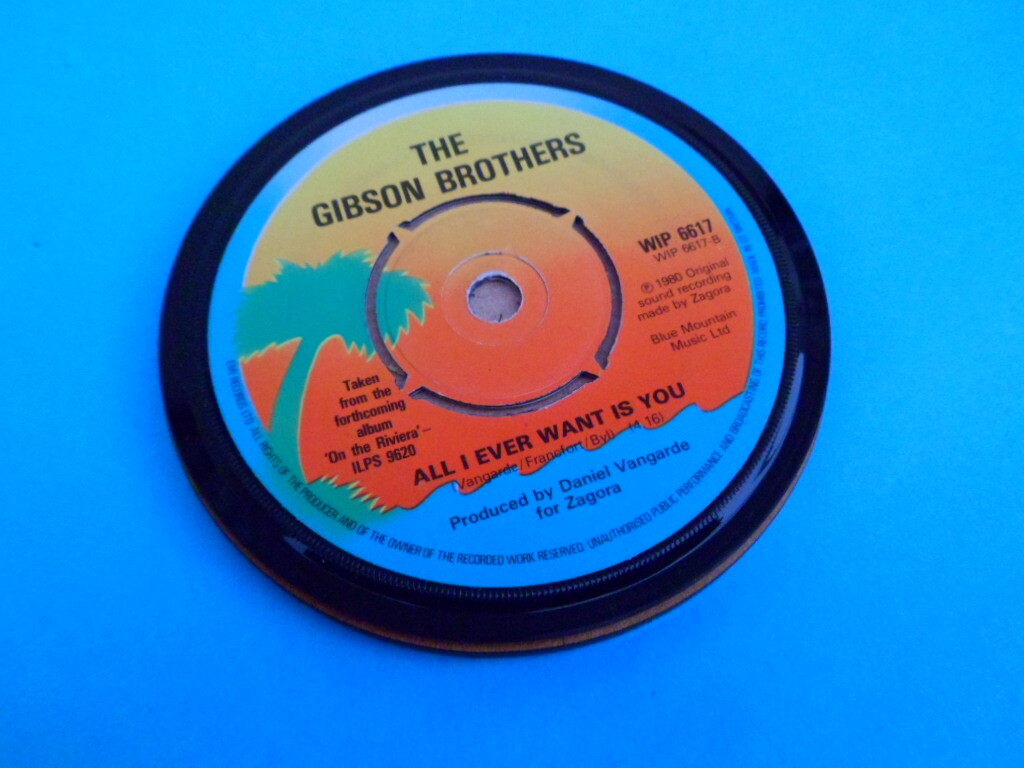 THE
GIBSON BROTHERS
WIP 6617
WIP 6617-B
℗ 1980 Original
sound recording
made by Zagora
Blue Mountain
Music Ltd
Taken
from the
forthcoming
album
'On the Riviera'–
ILPS 9620
ALL I EVER WANT IS YOU
(Vangarde/Francfort/Byl) (4.16)
Produced by Daniel Vangarde
for Zagora
EMI RECORDS LTD ALL RIGHTS OF THE PRODUCER AND OF THE OWNER OF THE RECORDED WORK RESERVED. UNAUTHORISED PUBLIC PERFORMANCE AND BROADCASTING OF THIS RECORD PROHIBITED.